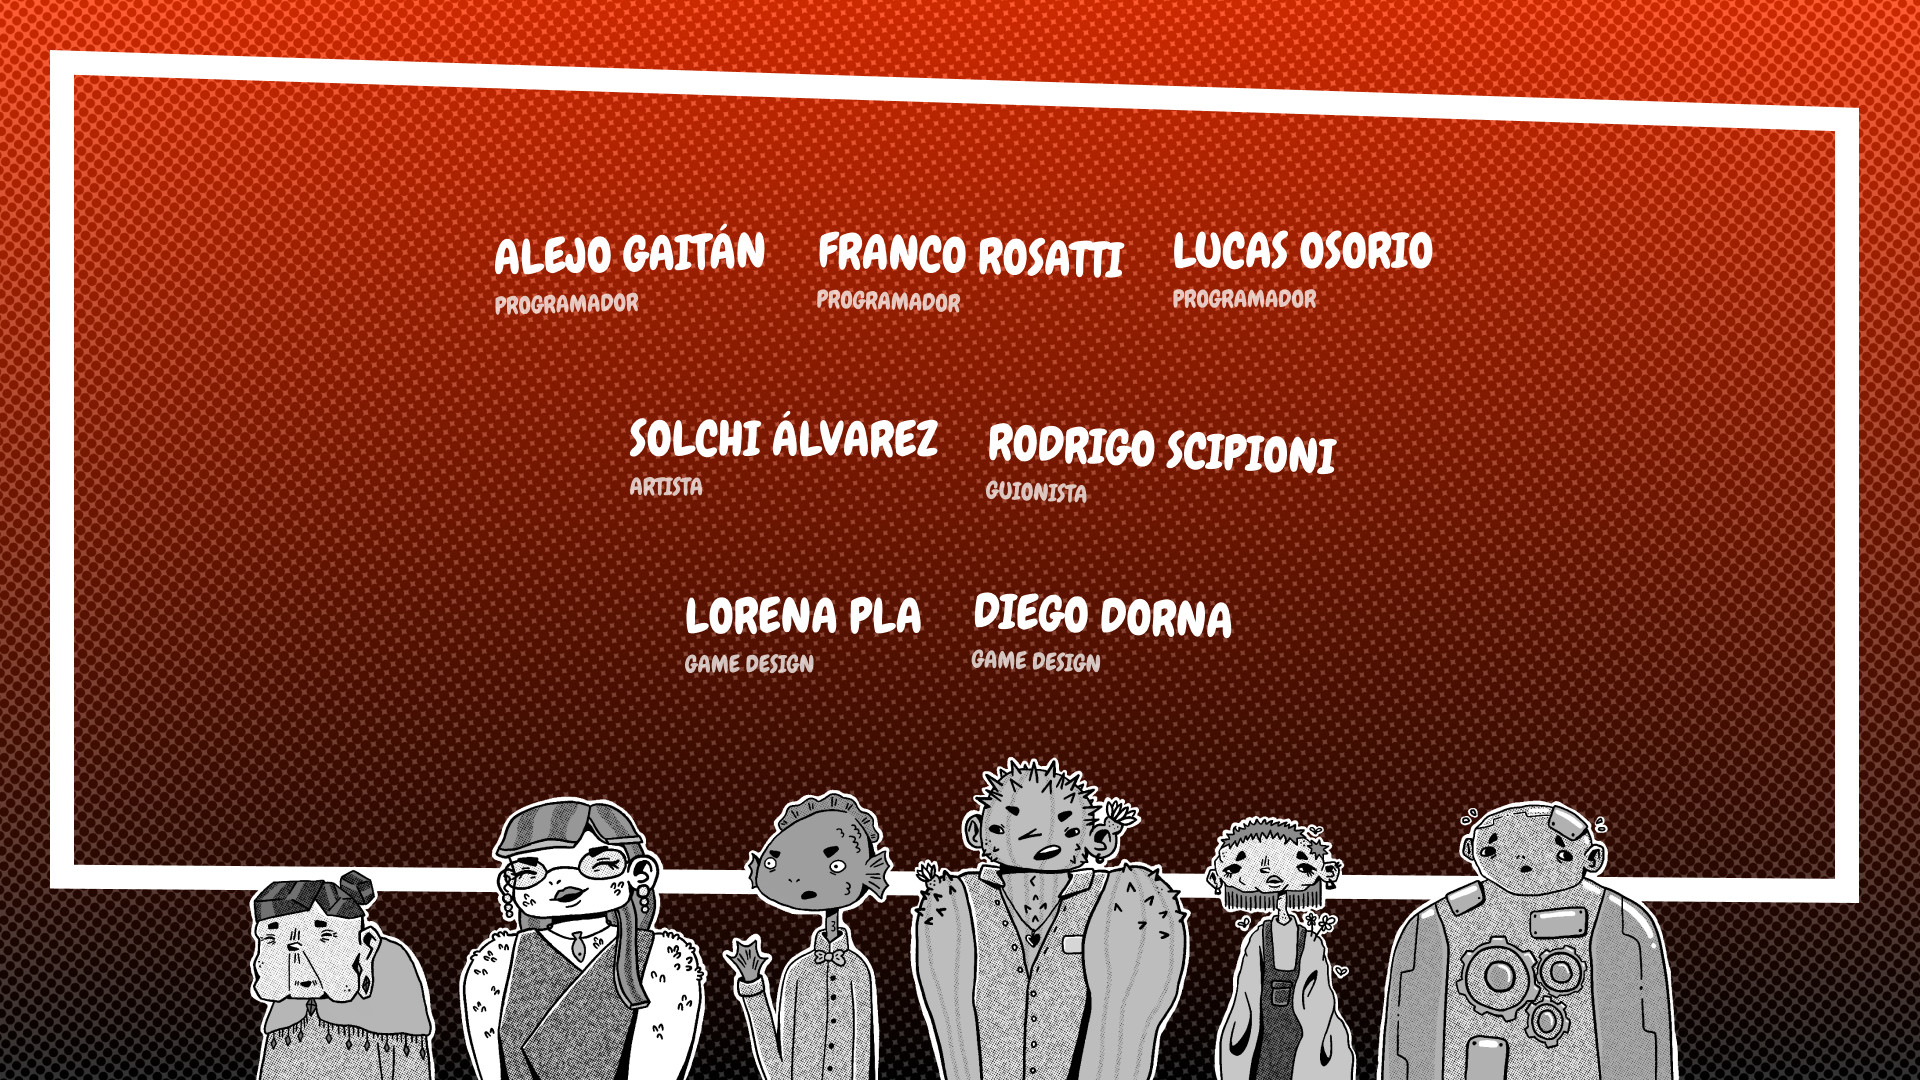 ALEJO GAITÁN
PROGRAMADOR
FRANCO ROSATTI
PROGRAMADOR
LUCAS OSORIO
PROGRAMADOR
SOLCHI ÁLVAREZ
ARTISTA
RODRIGO SCIPIONI
GUIONISTA
LORENA PLA
GAME DESIGN
DIEGO DORNA
GAME DESIGN